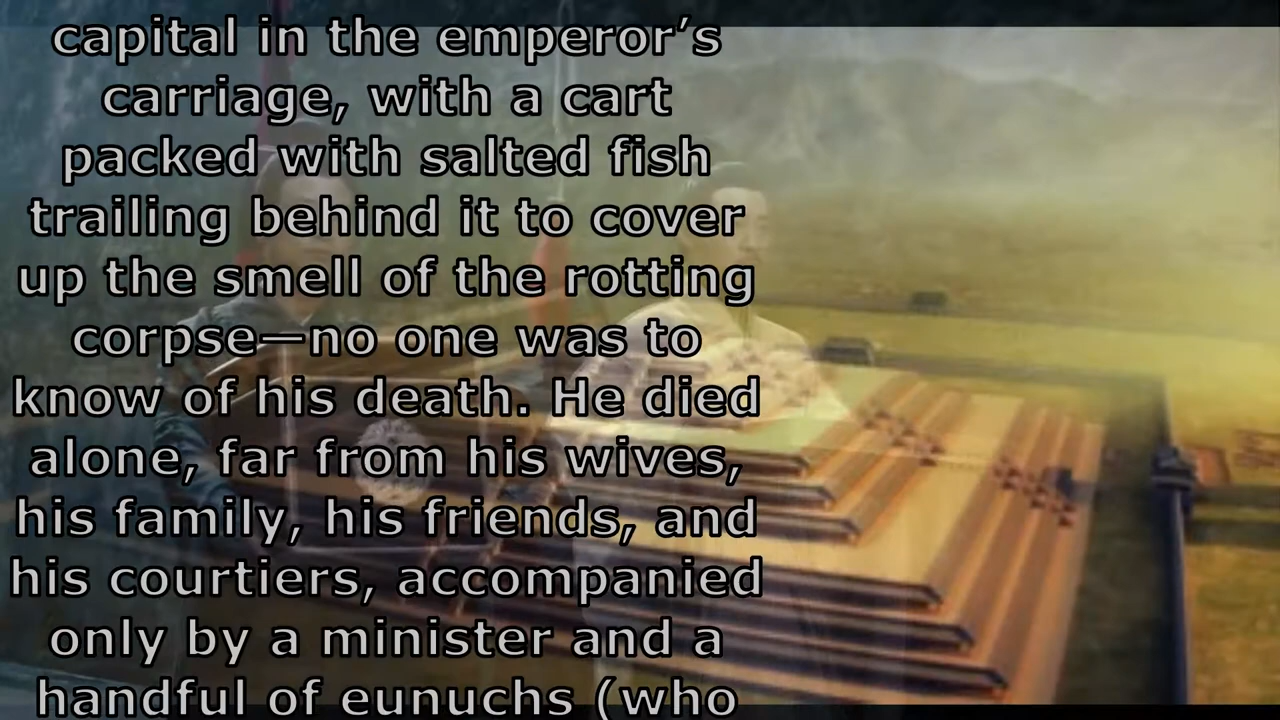 capital in the emperor’s
carriage, with a cart
packed with salted fish
trailing behind it to cover
up the smell of the rotting
corpse—no one was to
know of his death. He died
alone, far from his wives,
his family, his friends, and
his courtiers, accompanied
only by a minister and a
handful of eunuchs (who